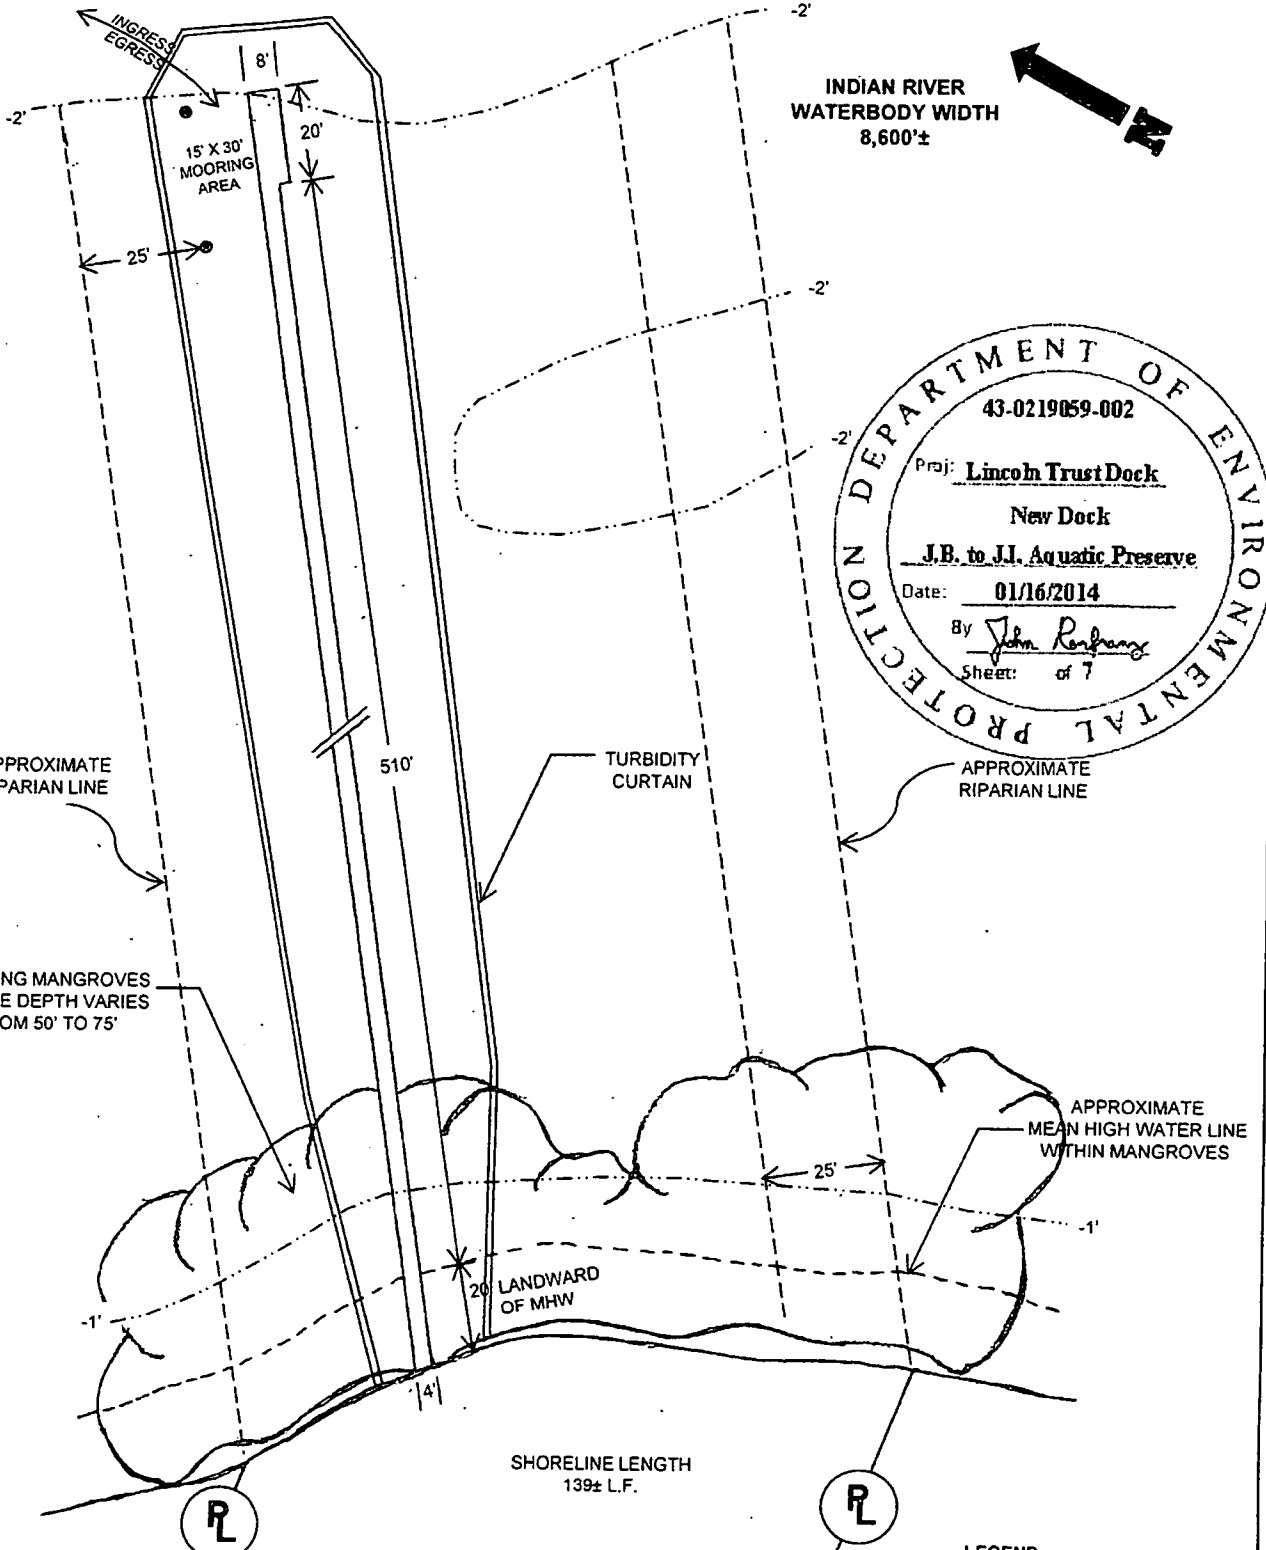 INGRESS
EGRESS
-2'
8'
-2'
INDIAN RIVER
WATERBODY WIDTH
8,600'±
N
20'
15' X 30'
MOORING
AREA
25'
-2'
-2'
DEPARTMENT OF ENVIRONMENTAL PROTECTION
43-0219059-002
Proj: Lincoln Trust Dock
New Dock
J.B. to J.I. Aquatic Preserve
Date: 01/16/2014
By
Sheet: of 7
510'
TURBIDITY
CURTAIN
PPROXIMATE
PARIAN LINE
APPROXIMATE
RIPARIAN LINE
NG MANGROVES
E DEPTH VARIES
OM 50' TO 75'
APPROXIMATE
MEAN HIGH WATER LINE
WITHIN MANGROVES
25'
-1'
20' LANDWARD
OF MHW
-1'
4'
SHORELINE LENGTH
139± L.F.
PL
PL
LEGEND